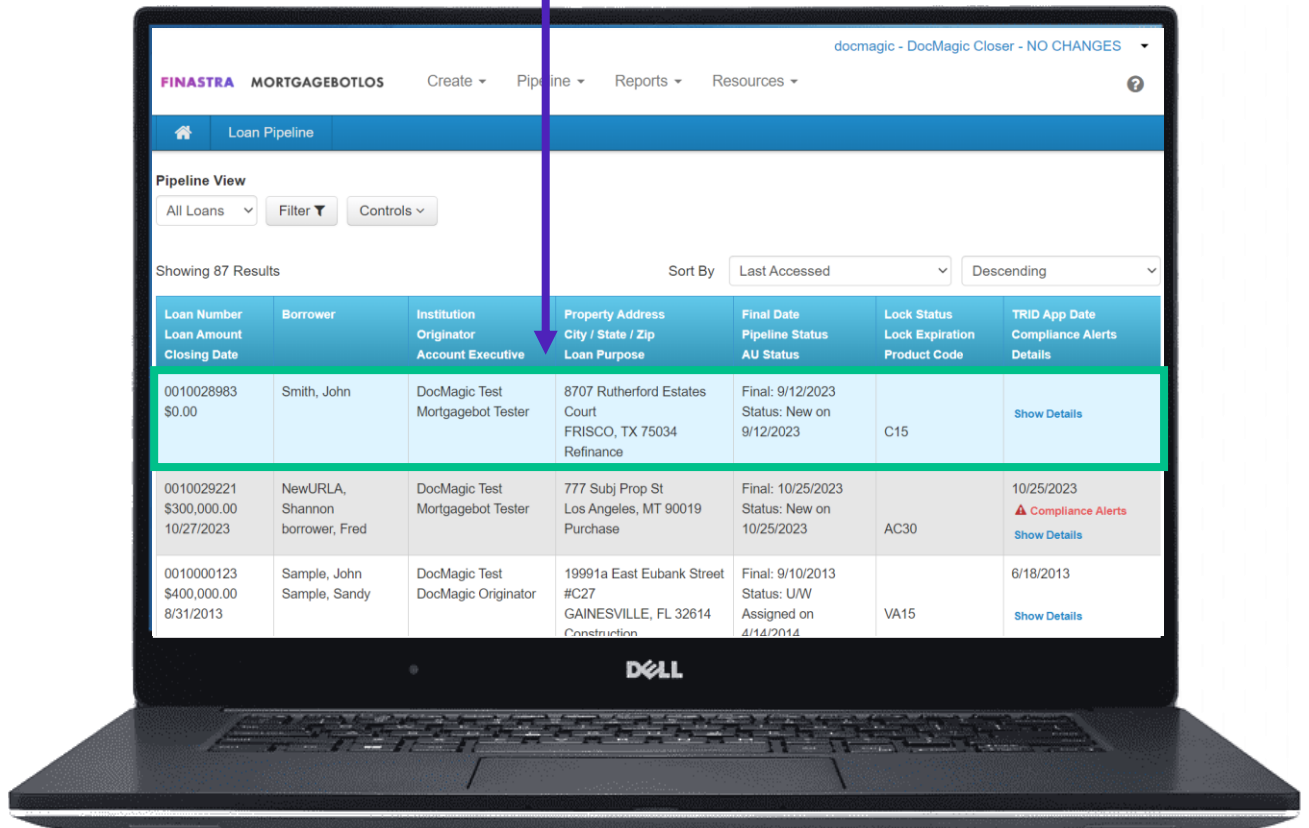 docmagic - DocMagic Closer - NO CHANGES
FINASTRA MORTGAGEBOTLOS Create Pipeline Reports Resources ?
Loan Pipeline
Pipeline View
All Loans Filter Controls
Showing 87 Results Sort By Last Accessed Descending
Loan Number Borrower Institution Property Address Final Date Lock Status TRID App Date
Loan Amount Originator City / State / Zip Pipeline Status Lock Expiration Compliance Alerts
Closing Date Account Executive Loan Purpose AU Status Product Code Details
0010028983 Smith, John DocMagic Test 8707 Rutherford Estates Final: 9/12/2023
$0.00 Mortgagebot Tester Court Status: New on Show Details
FRISCO, TX 75034 9/12/2023 C15
Refinance
0010029221 NewURLA, DocMagic Test 777 Subj Prop St Final: 10/25/2023 10/25/2023
$300,000.00 Shannon Mortgagebot Tester Los Angeles, MT 90019 Status: New on Compliance Alerts
10/27/2023 borrower, Fred Purchase 10/25/2023 AC30 Show Details
0010000123 Sample, John DocMagic Test 19991a East Eubank Street Final: 9/10/2013 6/18/2013
$400,000.00 Sample, Sandy DocMagic Originator #C27 Status: U/W
8/31/2013 GAINESVILLE, FL 32614 Assigned on VA15 Show Details
Construction 4/14/2014
DELL